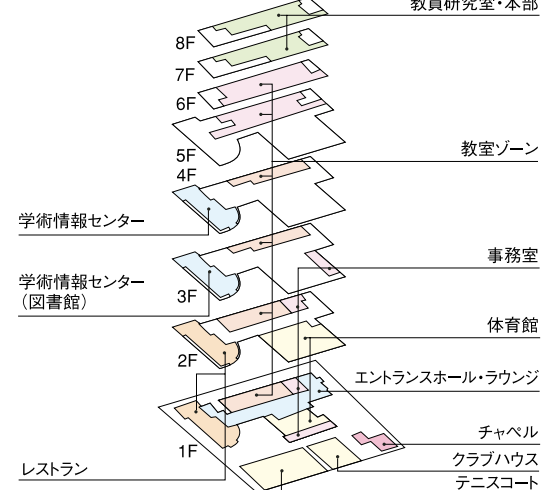 教員研究室・本部
8F
7F
6F
5F
4F
教室ゾーン
学術情報センター
事務室
学術情報センター
(図書館)
3F
体育館
2F
エントランスホール・ラウンジ
チャペル
1F
クラブハウス
レストラン
テニスコート